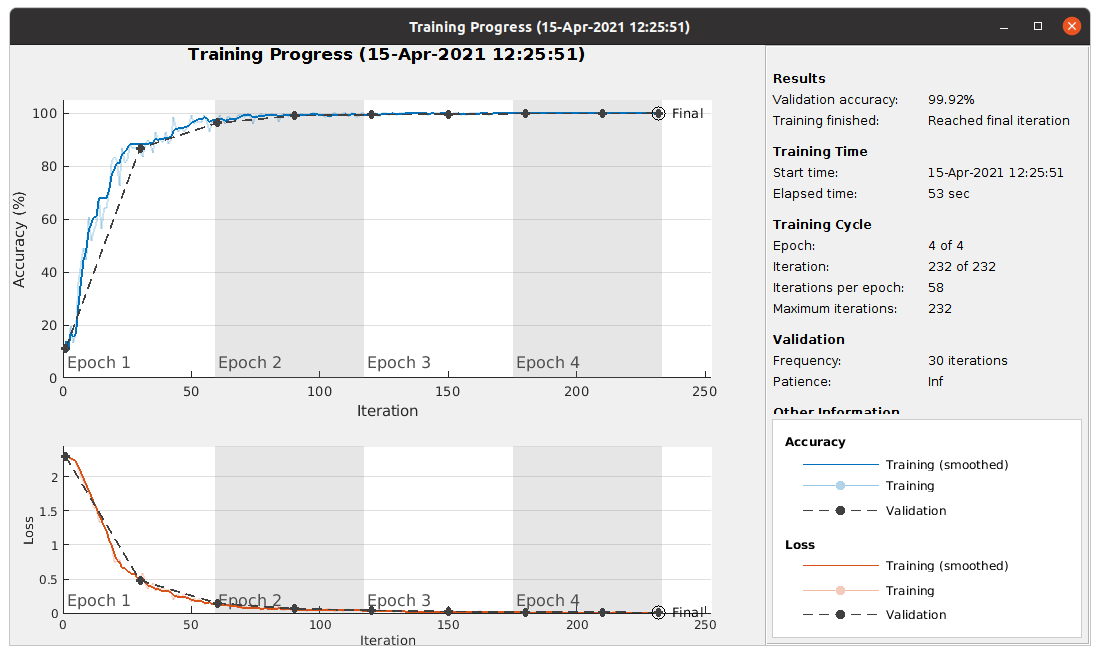 Training Progress (15-Apr-2021 12:25:51)
Training Progress (15-Apr-2021 12:25:51)
100
80
60
40
20
0
Accuracy (%)
Epoch 1
Epoch 2
Epoch 3
Epoch 4
Final
0
50
100
150
200
250
Iteration
2
1.5
1
0.5
0
Loss
Epoch 1
Epoch 2
Epoch 3
Epoch 4
Final
0
50
100
150
200
250
Iteration
Results
Validation accuracy: 99.92%
Training finished: Reached final iteration
Training Time
Start time: 15-Apr-2021 12:25:51
Elapsed time: 53 sec
Training Cycle
Epoch: 4 of 4
Iteration: 232 of 232
Iterations per epoch: 58
Maximum iterations: 232
Validation
Frequency: 30 iterations
Patience: Inf
Other Information
Accuracy
Training (smoothed)
Training
Validation
Loss
Training (smoothed)
Training
Validation